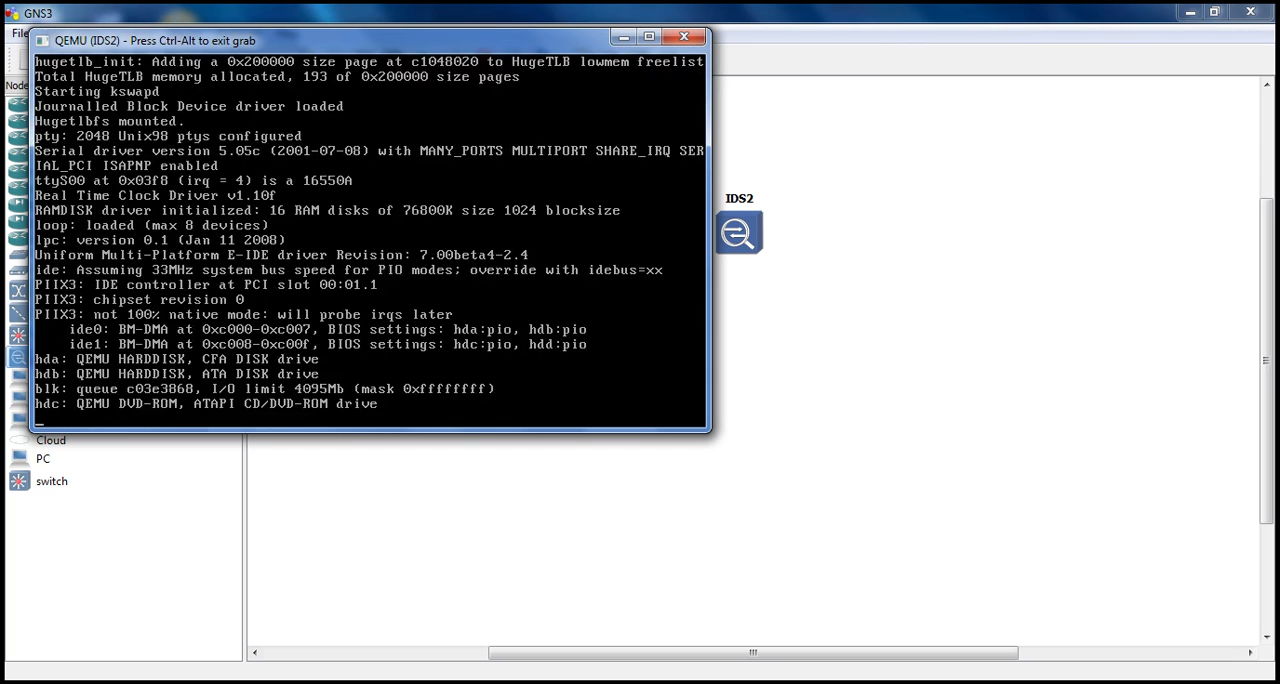 GNS3
File
QEMU (IDS2) - Press Ctrl-Alt to exit grab
hugetlb_init: Adding a 0x200000 size page at c1048020 to HugeTLB lowmem freelist
Total HugeTLB memory allocated, 193 of 0x200000 size pages
Starting kswapd
Journalled Block Device driver loaded
Hugetlbfs mounted.
pty: 2048 Unix98 ptys configured
Serial driver version 5.05c (2001-07-08) with MANY_PORTS MULTIPORT SHARE_IRQ SER
IAL_PCI ISAPNP enabled
ttyS00 at 0x03f8 (irq = 4) is a 16550A
Real Time Clock Driver v1.10f
RAMDISK driver initialized: 16 RAM disks of 76800K size 1024 blocksize
loop: loaded (max 8 devices)
lpc: version 0.1 (Jan 11 2008)
Uniform Multi-Platform E-IDE driver Revision: 7.00beta4-2.4
ide: Assuming 33MHz system bus speed for PIO modes; override with idebus=xx
PIIX3: IDE controller at PCI slot 00:01.1
PIIX3: chipset revision 0
PIIX3: not 100% native mode: will probe irqs later
ide0: BM-DMA at 0xc000-0xc007, BIOS settings: hda:pio, hdb:pio
ide1: BM-DMA at 0xc008-0xc00f, BIOS settings: hdc:pio, hdd:pio
hda: QEMU HARDDISK, CFA DISK drive
hdb: QEMU HARDDISK, ATA DISK drive
blk: queue c03e3868, I/O limit 4095Mb (mask 0xffffffff)
hdc: QEMU DVD-ROM, ATAPI CD/DVD-ROM drive
IDS2
Cloud
PC
switch